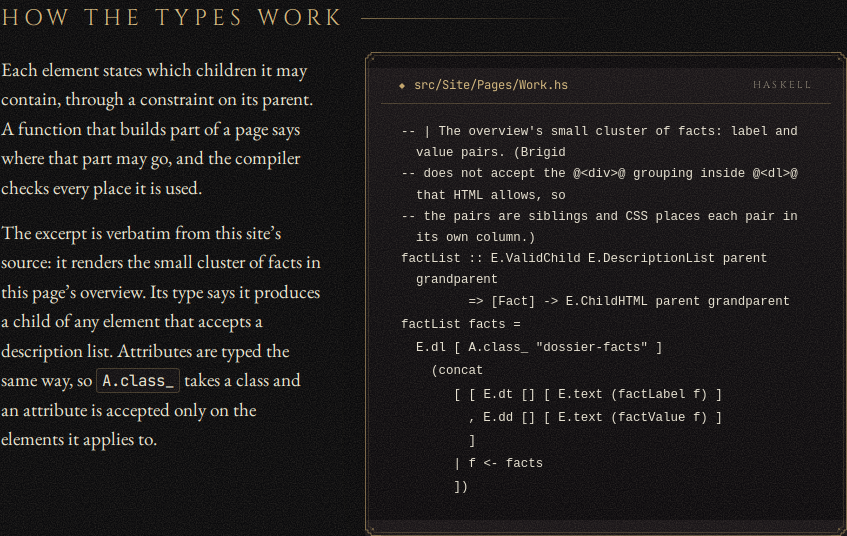 HOW THE TYPES WORK
Each element states which children it may
contain, through a constraint on its parent.
A function that builds part of a page says
where that part may go, and the compiler
checks every place it is used.
The excerpt is verbatim from this site’s
source: it renders the small cluster of facts in
this page’s overview. Its type says it produces
a child of any element that accepts a
description list. Attributes are typed the
same way, so A.class_ takes a class and
an attribute is accepted only on the
elements it applies to.
src/Site/Pages/Work.hs HASKELL
-- | The overview's small cluster of facts: label and
value pairs. (Brigid
-- does not accept the @<div>@ grouping inside @<dl>@
that HTML allows, so
-- the pairs are siblings and CSS places each pair in
its own column.)
factList :: E.ValidChild E.DescriptionList parent
grandparent
=> [Fact] -> E.ChildHTML parent grandparent
factList facts =
E.dl [ A.class_ "dossier-facts" ]
(concat
[ [ E.dt [] [ E.text (factLabel f) ]
, E.dd [] [ E.text (factValue f) ]
]
| f <- facts
])